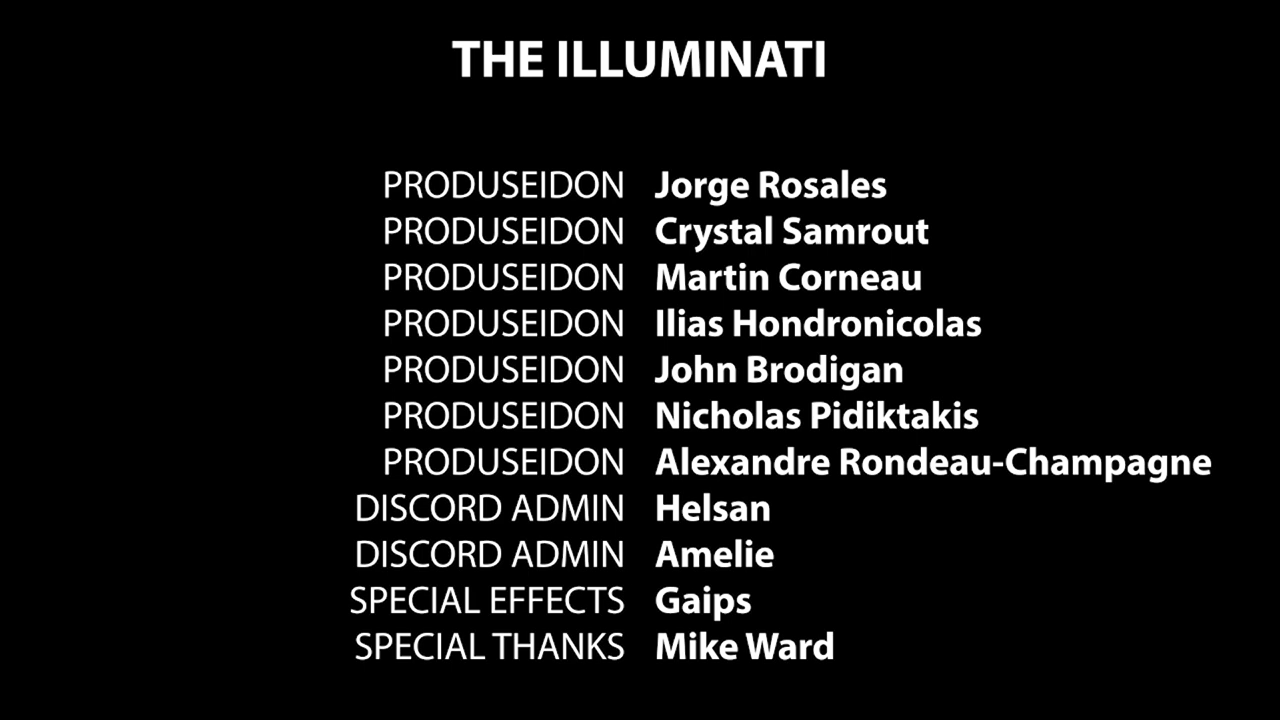 THE ILLUMINATI
PRODUSEIDON Jorge Rosales
PRODUSEIDON Crystal Samrout
PRODUSEIDON Martin Corneau
PRODUSEIDON Ilias Hondronicolas
PRODUSEIDON John Brodigan
PRODUSEIDON Nicholas Pidiktakis
PRODUSEIDON Alexandre Rondeau-Champagne
DISCORD ADMIN Helsan
DISCORD ADMIN Amelie
SPECIAL EFFECTS Gaips
SPECIAL THANKS Mike Ward